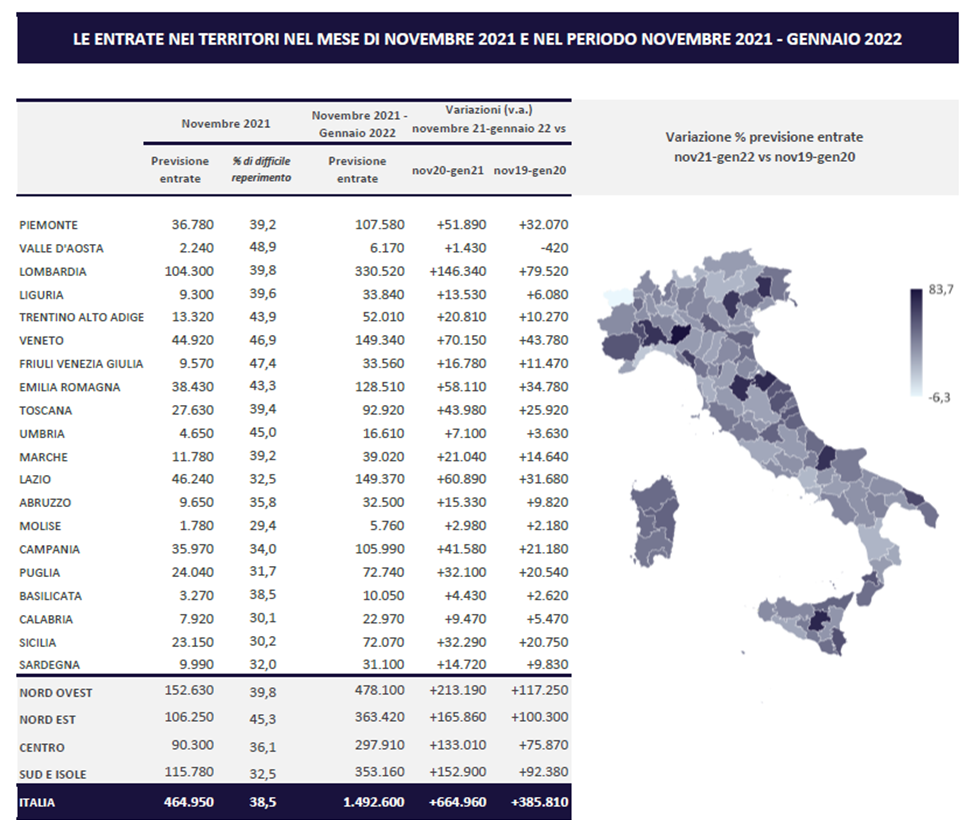 LE ENTRATE NEI TERRITORI NEL MESE DI NOVEMBRE 2021 E NEL PERIODO NOVEMBRE 2021 - GENNAIO 2022
Novembre 2021
Novembre 2021 -
Gennaio 2022
Variazioni (v.a.)
novembre 21-gennaio 22 vs
Previsione
entrate
% di difficile
reperimento
Previsione
entrate
nov20-gen21
nov19-gen20
Variazione % previsione entrate
nov21-gen22 vs nov19-gen20
PIEMONTE 36.780 39,2 107.580 +51.890 +32.070
VALLE D'AOSTA 2.240 48,9 6.170 +1.430 -420
LOMBARDIA 104.300 39,8 330.520 +146.340 +79.520
LIGURIA 9.300 39,6 33.840 +13.530 +6.080
TRENTINO ALTO ADIGE 13.320 43,9 52.010 +20.810 +10.270
VENETO 44.920 46,9 149.340 +70.150 +43.780
FRIULI VENEZIA GIULIA 9.570 47,4 33.560 +16.780 +11.470
EMILIA ROMAGNA 38.430 43,3 128.510 +58.110 +34.780
TOSCANA 27.630 39,4 92.920 +43.980 +25.920
UMBRIA 4.650 45,0 16.610 +7.100 +3.630
MARCHE 11.780 39,2 39.020 +21.040 +14.640
LAZIO 46.240 32,5 149.370 +60.890 +31.680
ABRUZZO 9.650 35,8 32.500 +15.330 +9.820
MOLISE 1.780 29,4 5.760 +2.980 +2.180
CAMPANIA 35.970 34,0 105.990 +41.580 +21.180
PUGLIA 24.040 31,7 72.740 +32.100 +20.540
BASILICATA 3.270 38,5 10.050 +4.430 +2.620
CALABRIA 7.920 30,1 22.970 +9.470 +5.470
SICILIA 23.150 30,2 72.070 +32.290 +20.750
SARDEGNA 9.990 32,0 31.100 +14.720 +9.830
NORD OVEST 152.630 39,8 478.100 +213.190 +117.250
NORD EST 106.250 45,3 363.420 +165.860 +100.300
CENTRO 90.300 36,1 297.910 +133.010 +75.870
SUD E ISOLE 115.780 32,5 353.160 +152.900 +92.380
ITALIA 464.950 38,5 1.492.600 +664.960 +385.810
83,7
-6,3